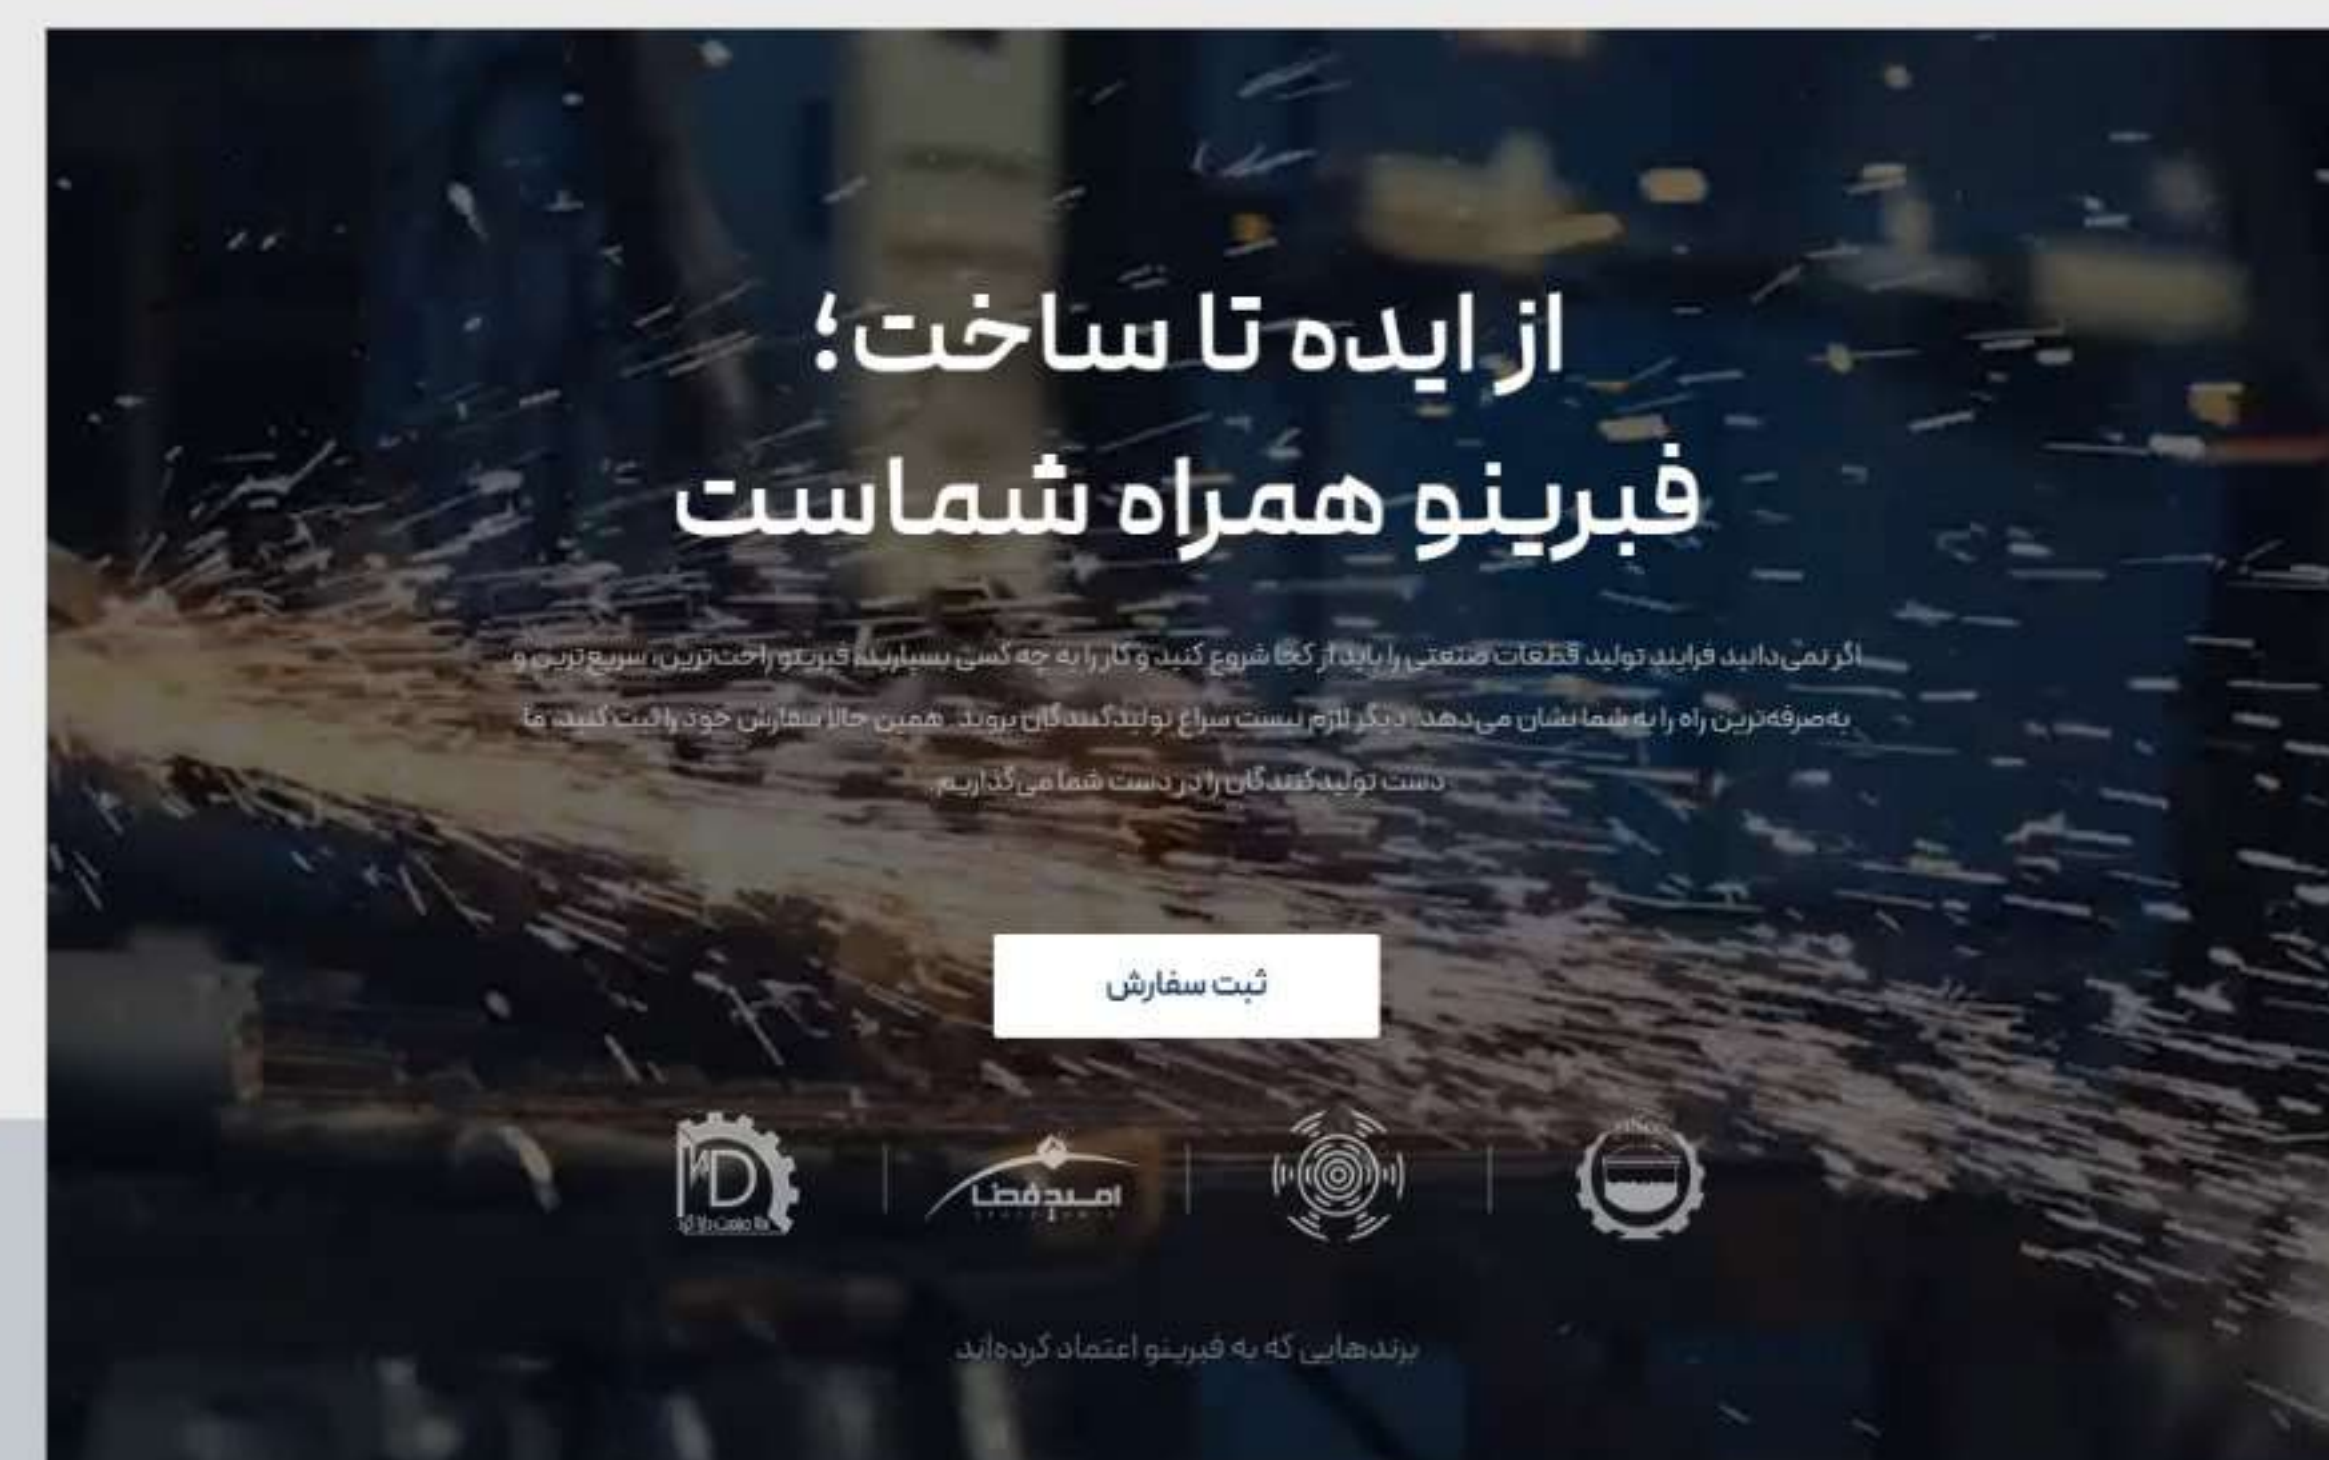 از ایده تا ساخت؛
فبرینو همراه شماست
اگر نمی‌دانید فرایند تولید قطعات صنعتی را باید از کجا شروع کنید و کار را به چه کسی بسپارید، فبرینو راحت‌ترین، سریع‌ترین و
به‌صرفه‌ترین راه را به شما نشان می‌دهد. دیگر لازم نیست سراغ تولیدکنندگان بروید. همین حالا سفارش خود را ثبت کنید، ما
دست تولیدکنندگان را در دست شما می‌گذاریم.
ثبت سفارش
امیدفضا
برندهایی که به فبرینو اعتماد کرده‌اند